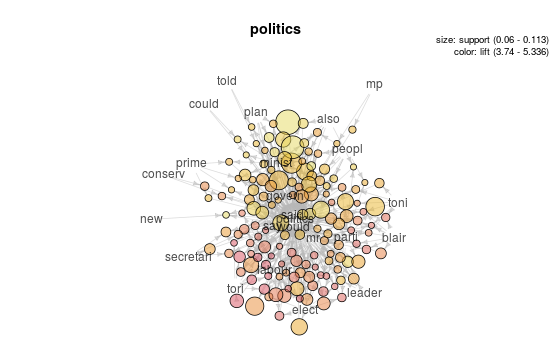 politics
size: support (0.06 - 0.113)
color: lift (3.74 - 5.336)
told
mp
could
plan
also
peopl
prime
minist
conserv
govern
toni
new
said
politics
would
mr
parti
blair
secretari
labour
tori
leader
elect